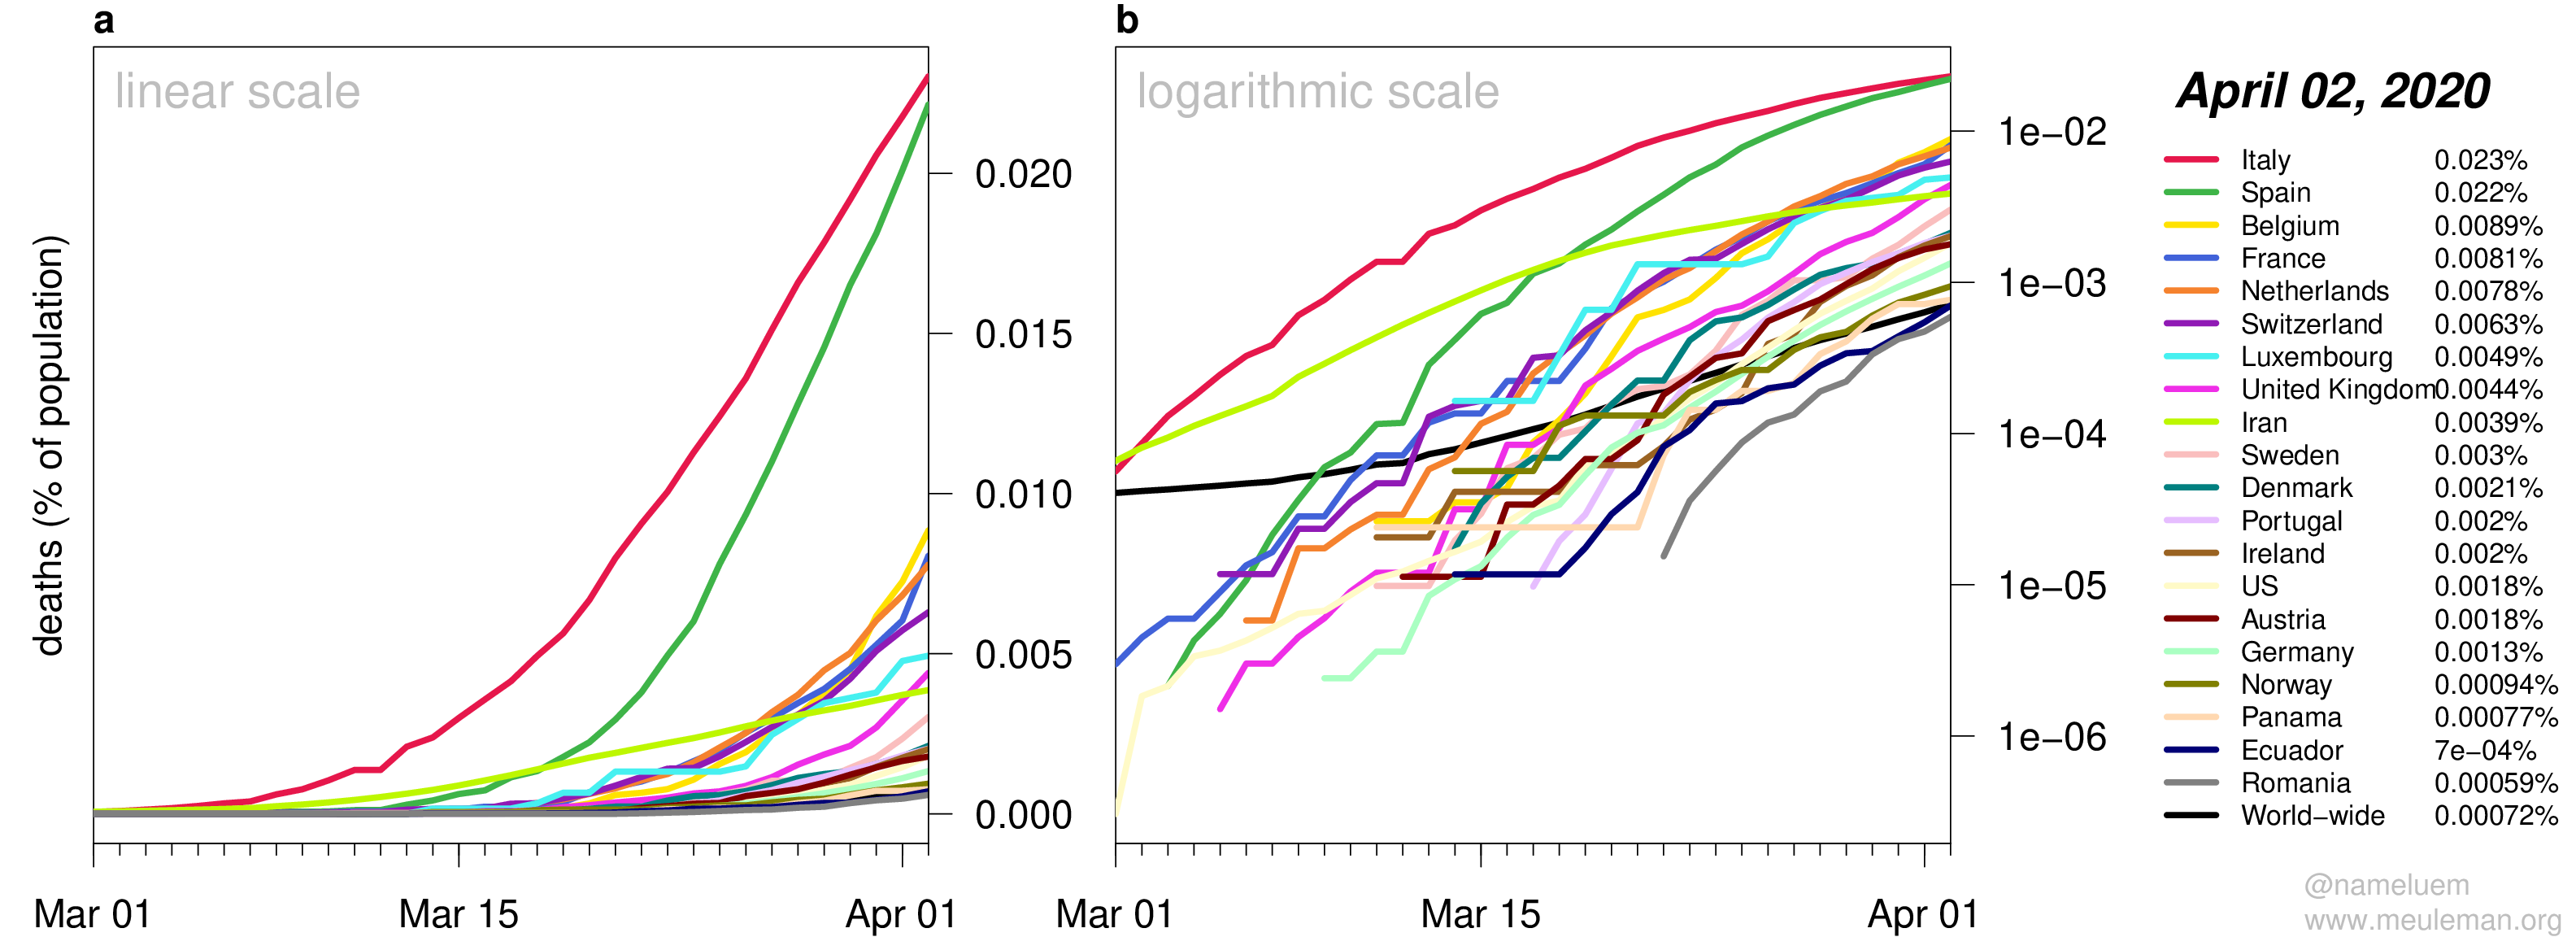 a
linear scale
deaths (% of population)
0.020
0.015
0.010
0.005
0.000
Mar 01
Mar 15
Apr 01
b
logarithmic scale
1e−02
1e−03
1e−04
1e−05
1e−06
Mar 01
Mar 15
Apr 01
April 02, 2020
Italy 0.023%
Spain 0.022%
Belgium 0.0089%
France 0.0081%
Netherlands 0.0078%
Switzerland 0.0063%
Luxembourg 0.0049%
United Kingdom 0.0044%
Iran 0.0039%
Sweden 0.003%
Denmark 0.0021%
Portugal 0.002%
Ireland 0.002%
US 0.0018%
Austria 0.0018%
Germany 0.0013%
Norway 0.00094%
Panama 0.00077%
Ecuador 7e−04%
Romania 0.00059%
World−wide 0.00072%
@nameluem
www.meuleman.org